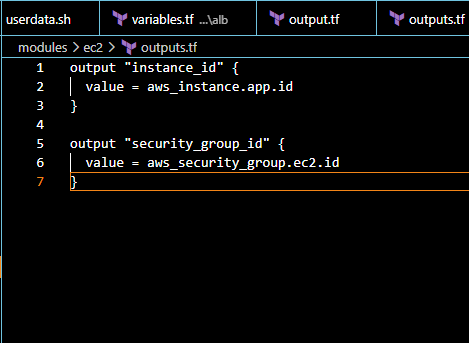 userdata.sh variables.tf ...\alb output.tf outputs.tf
modules > ec2 > outputs.tf
1 output "instance_id" {
2 value = aws_instance.app.id
3 }
4
5 output "security_group_id" {
6 value = aws_security_group.ec2.id
7 }